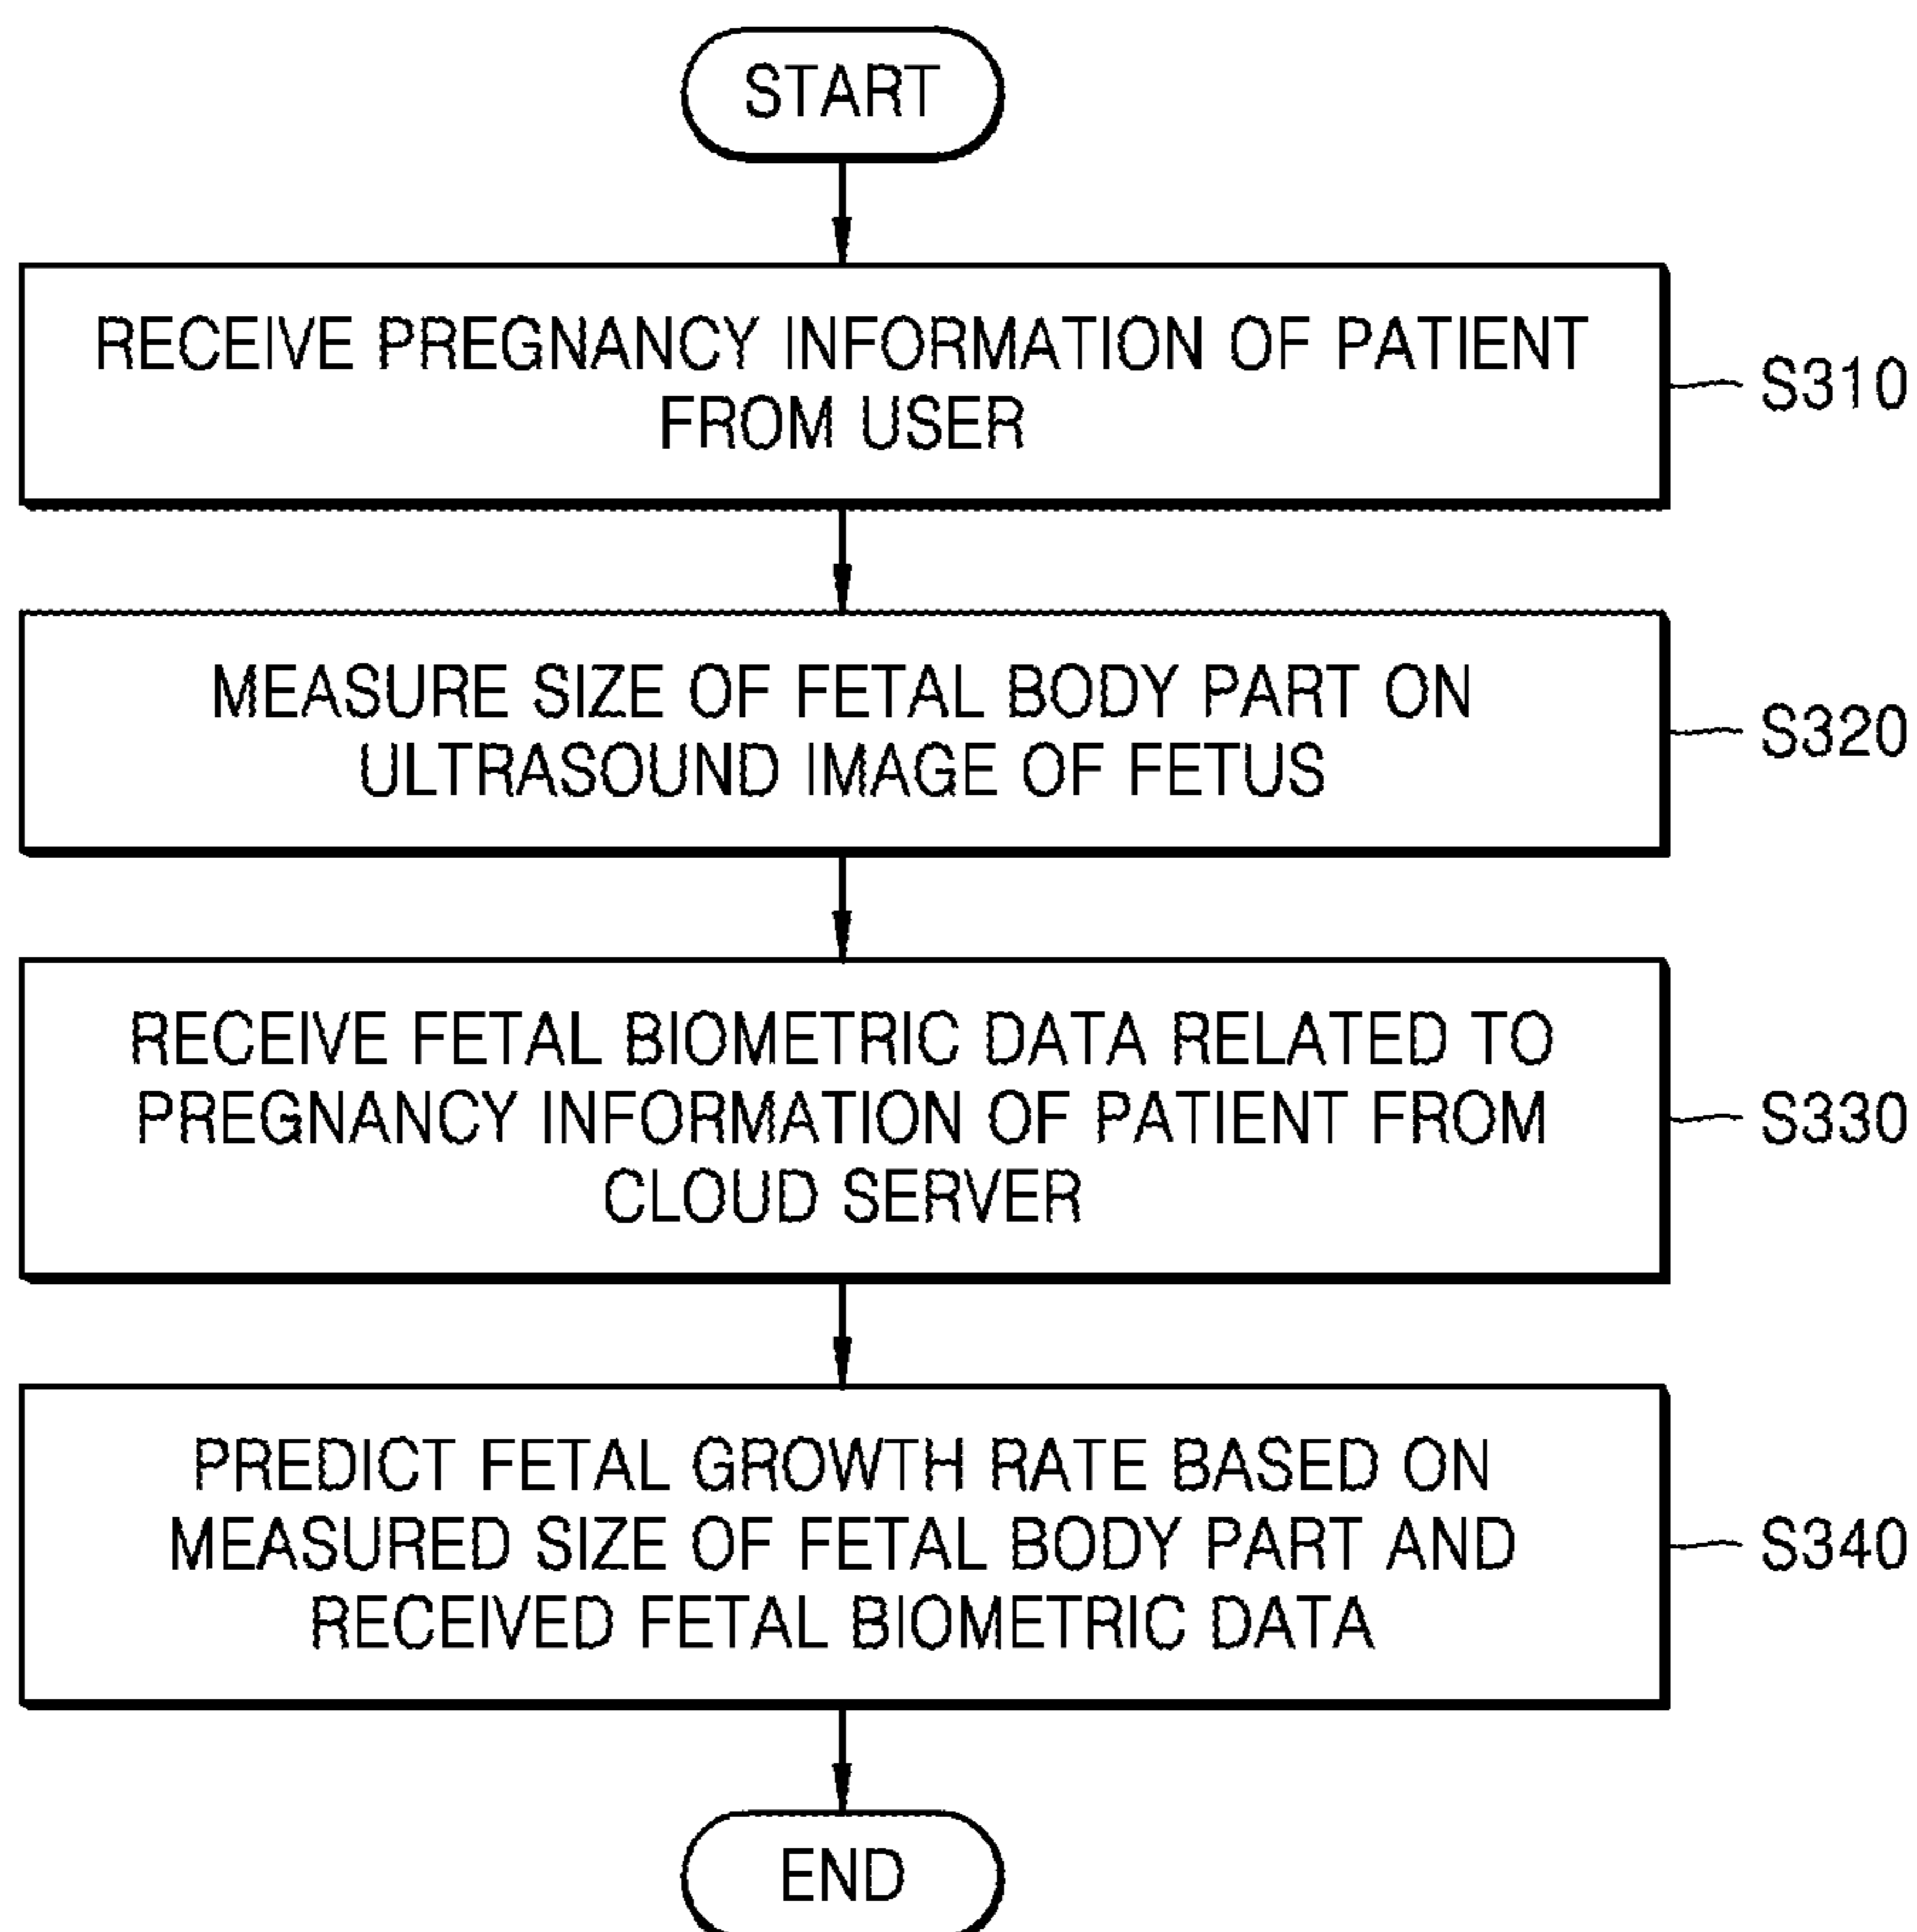 START
RECEIVE PREGNANCY INFORMATION OF PATIENT
FROM USER
S310
MEASURE SIZE OF FETAL BODY PART ON
ULTRASOUND IMAGE OF FETUS
S320
RECEIVE FETAL BIOMETRIC DATA RELATED TO
PREGNANCY INFORMATION OF PATIENT FROM
CLOUD SERVER
S330
PREDICT FETAL GROWTH RATE BASED ON
MEASURED SIZE OF FETAL BODY PART AND
RECEIVED FETAL BIOMETRIC DATA
S340
END